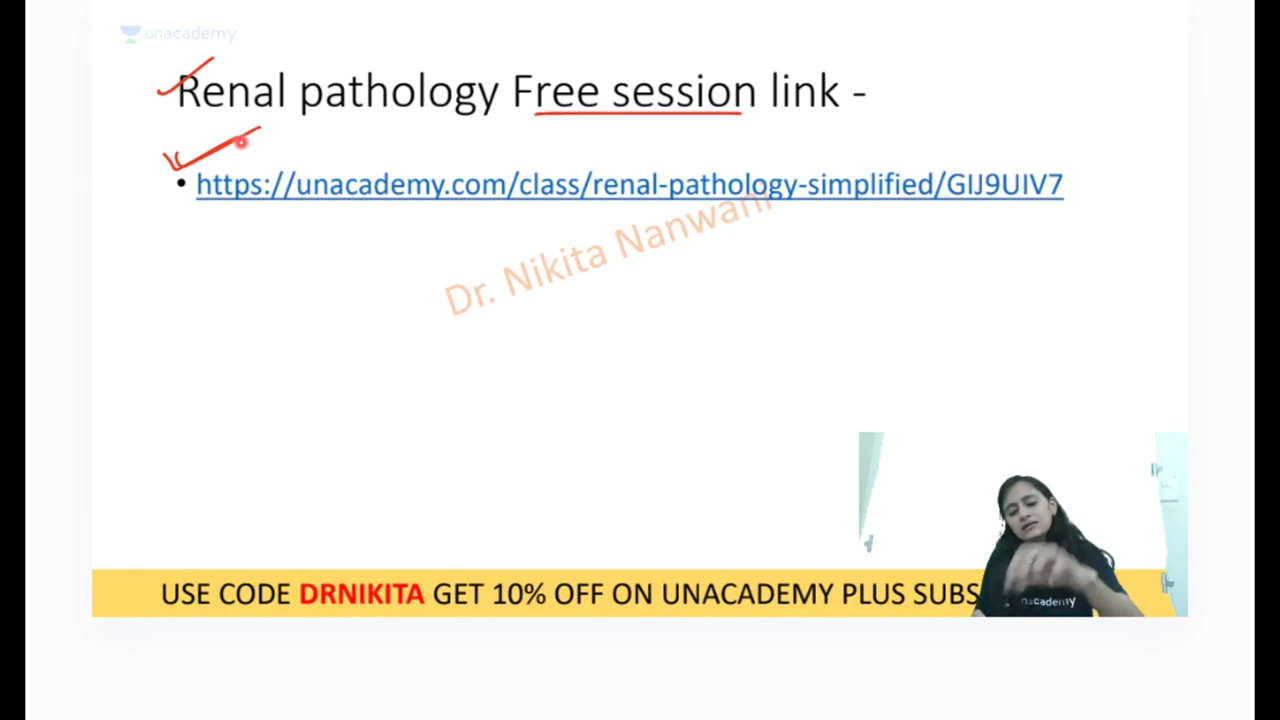 unacademy
Renal pathology Free session link -
• https://unacademy.com/class/renal-pathology-simplified/GIJ9UIV7
Dr. Nikita Nanwani
USE CODE DRNIKITA GET 10% OFF ON UNACADEMY PLUS SUBS
unacademy